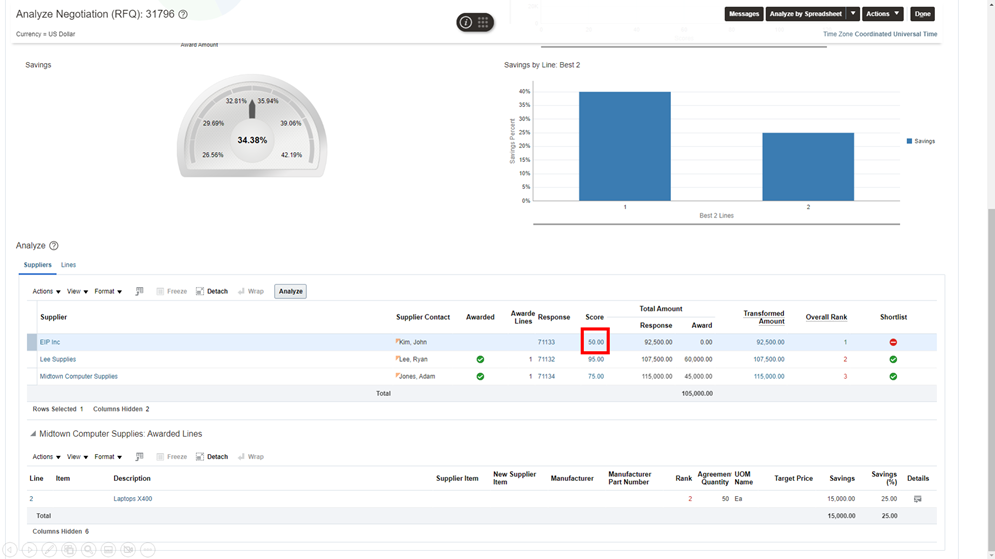 Analyze Negotiation (RFQ): 31796
Messages Analyze by Spreadsheet Actions Done
Currency = US Dollar
Time Zone Coordinated Universal Time
Award Amount
Savings
32.81% 35.94%
29.69% 39.06%
34.38%
26.56% 42.19%
Savings by Line: Best 2
Savings Percent
40%
35%
30%
25%
20%
15%
10%
5%
0%
1 2
Best 2 Lines
Savings
Analyze
Suppliers Lines
Actions View Format Freeze Detach Wrap Analyze
Supplier Supplier Contact Awarded Awarde Lines Response Score Total Amount Response Award Transformed Amount Overall Rank Shortlist
EIP Inc Kim, John 71133 50.00 92,500.00 0.00 92,500.00 1
Lee Supplies Lee, Ryan 1 71132 95.00 107,500.00 60,000.00 107,500.00 2
Midtown Computer Supplies Jones, Adam 1 71134 75.00 115,000.00 45,000.00 115,000.00 3
Total 105,000.00
Rows Selected 1 Columns Hidden 2
Midtown Computer Supplies: Awarded Lines
Actions View Format Freeze Detach Wrap
Line Item Description Supplier Item New Supplier Item Manufacturer Manufacturer Part Number Rank Agreement Quantity UOM Name Target Price Savings Savings (%) Details
2 Laptops X400 2 50 Ea 15,000.00 25.00
Total 15,000.00 25.00
Columns Hidden 6